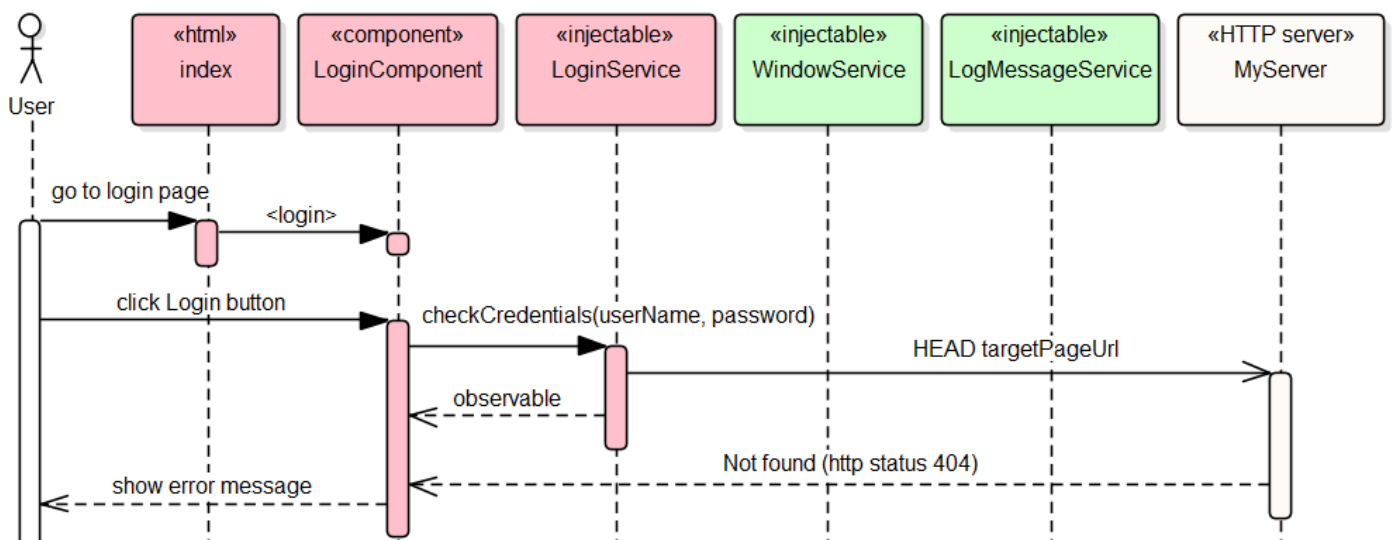 «html»
index
«component»
LoginComponent
«injectable»
LoginService
«injectable»
WindowService
«injectable»
LogMessageService
«HTTP server»
MyServer
User
go to login page
<login>
click Login button
checkCredentials(userName, password)
HEAD targetPageUrl
observable
Not found (http status 404)
show error message